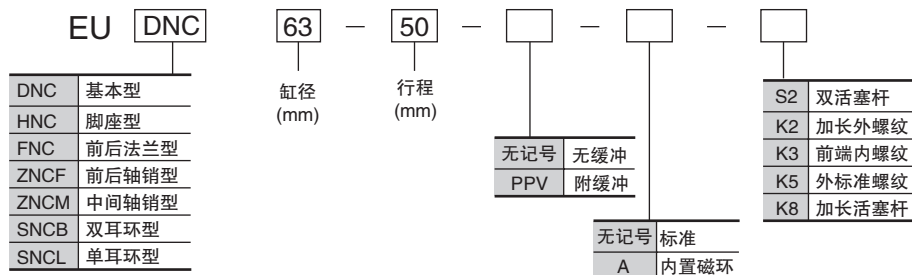 EU DNC 63 — 50 — — —
缸径
(mm)
行程
(mm)
DNC 基本型
HNC 脚座型
FNC 前后法兰型
ZNCF 前后轴销型
ZNCM 中间轴销型
SNCB 双耳环型
SNCL 单耳环型
无记号 无缓冲
PPV 附缓冲
无记号 标准
A 内置磁环
S2 双活塞杆
K2 加长外螺纹
K3 前端内螺纹
K5 外标准螺纹
K8 加长活塞杆